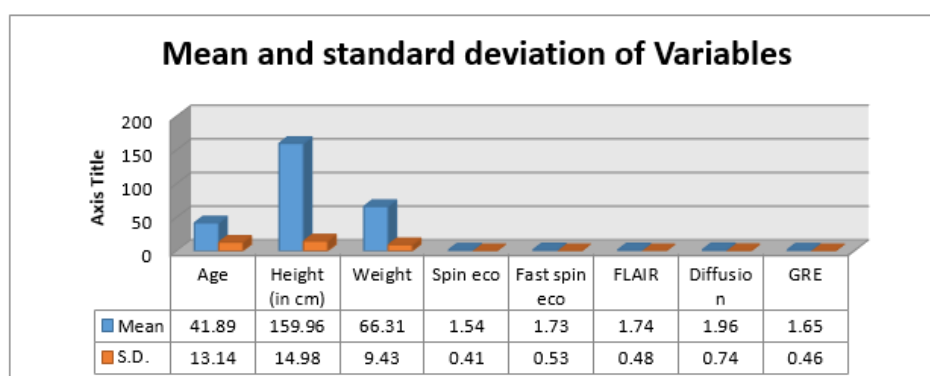 Mean and standard deviation of Variables
Axis Title
200
150
100
50
0
Age Height Weight Spin eco Fast spin FLAIR Diffusio GRE
(in cm) eco n
Mean 41.89 159.96 66.31 1.54 1.73 1.74 1.96 1.65
S.D. 13.14 14.98 9.43 0.41 0.53 0.48 0.74 0.46